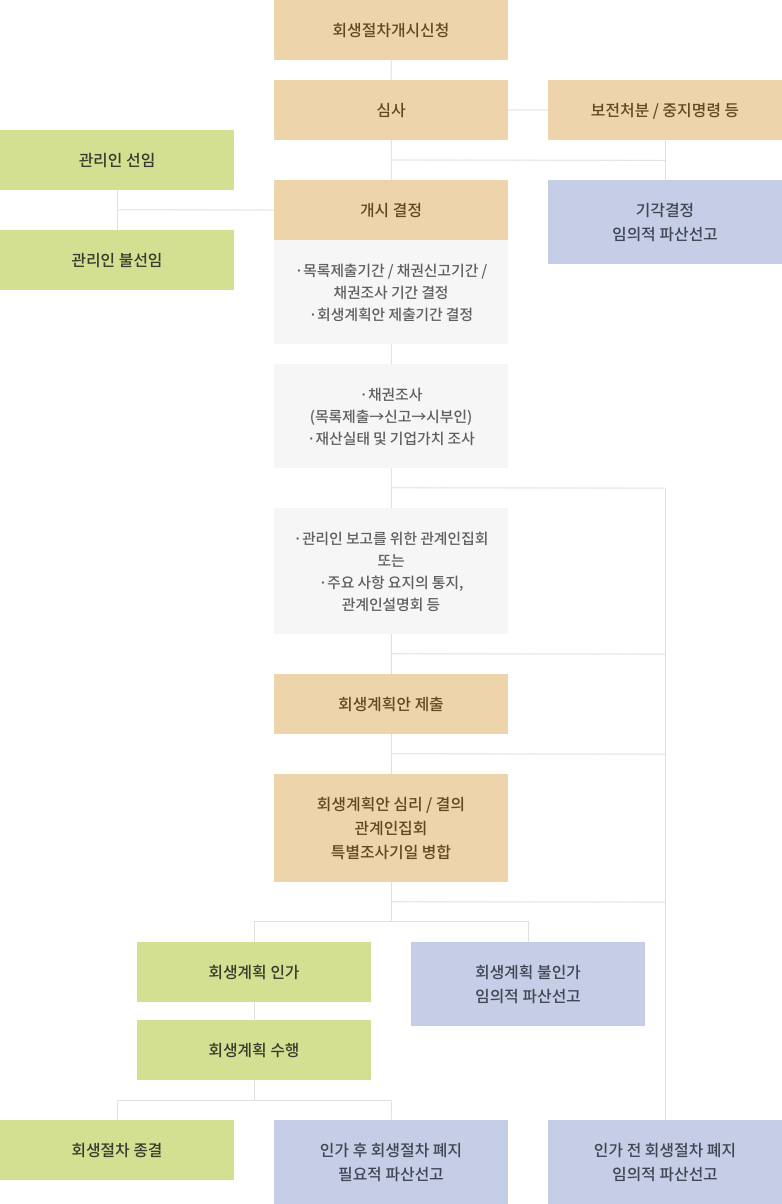 회생절차개시신청
심사
보전처분 / 중지명령 등
관리인 선임
개시 결정
기각결정
임의적 파산선고
관리인 불선임
· 목록제출기간 / 채권신고기간 /
채권조사 기간 결정
· 회생계획안 제출기간 결정
· 채권조사
(목록제출→신고→시부인)
· 재산실태 및 기업가치 조사
· 관리인 보고를 위한 관계인집회
또는
· 주요 사항 요지의 통지,
관계인설명회 등
회생계획안 제출
회생계획안 심리 / 결의
관계인집회
특별조사기일 병합
회생계획 인가
회생계획 불인가
임의적 파산선고
회생계획 수행
회생절차 종결
인가 후 회생절차 폐지
필요적 파산선고
인가 전 회생절차 폐지
임의적 파산선고